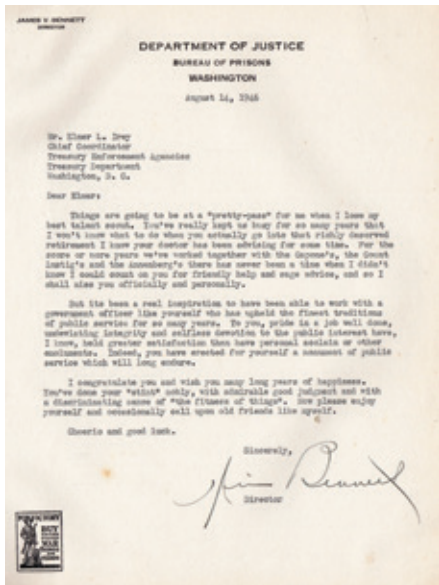 JAMES V. BENNETT
DIRECTOR
DEPARTMENT OF JUSTICE
BUREAU OF PRISONS
WASHINGTON
August 14, 1946
Mr. Elmer L. Irey
Chief Coordinator
Treasury Enforcement Agencies
Treasury Department
Washington, D. C.
Dear Elmer:
Things are going to be at a "pretty-pass" for me when I lose my
best talent scout. You've really kept us busy for so many years that
I won't know what to do when you actually go into that richly deserved
retirement I know your doctor has been advising for some time. For the
score or more years we've worked together with the Capone's, the Count
Lustig's and the Annenberg's there has never been a time when I didn't
know I could count on you for friendly help and sage advice, and so I
shall miss you officially and personally.
But its been a real inspiration to have been able to work with a
government officer like yourself who has upheld the finest traditions
of public service for so many years. To you, pride in a job well done,
unwavering integrity and selfless devotion to the public interest have,
I know, held greater satisfaction than have personal acclaim or other
emoluments. Indeed, you have erected for yourself a monument of public
service which will long endure.
I congratulate you and wish you many long years of happiness.
You've done your "stint" nobly, with admirable good judgment and with
a discriminating sense of "the fitness of things". Now please enjoy
yourself and occasionally call upon old friends like myself.
Cheerio and good luck.
Sincerely,
Bennett
Director
FOR VICTORY
BUY
WAR